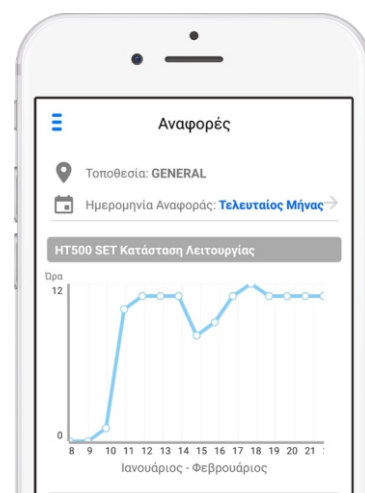 Αναφορές
Τοποθεσία: GENERAL
Ημερομηνία Αναφοράς: Τελευταίος Μήνας
HT500 SET Κατάσταση Λειτουργίας
Ώρα
12
0
8 9 10 11 12 13 14 15 16 17 18 19 20 21
Ιανουάριος - Φεβρουάριος